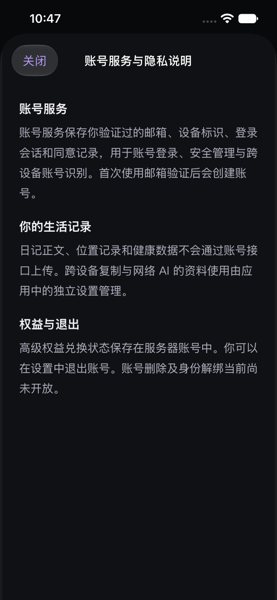 10:47
关闭
账号服务与隐私说明
账号服务
账号服务保存你验证过的邮箱、设备标识、登录
会话和同意记录，用于账号登录、安全管理与跨
设备账号识别。首次使用邮箱验证后会创建账
号。
你的生活记录
日记正文、位置记录和健康数据不会通过账号接
口上传。跨设备复制与网络 AI 的资料使用由应
用中的独立设置管理。
权益与退出
高级权益兑换状态保存在服务器账号中。你可以
在设置中退出账号。账号删除及身份解绑当前尚
未开放。